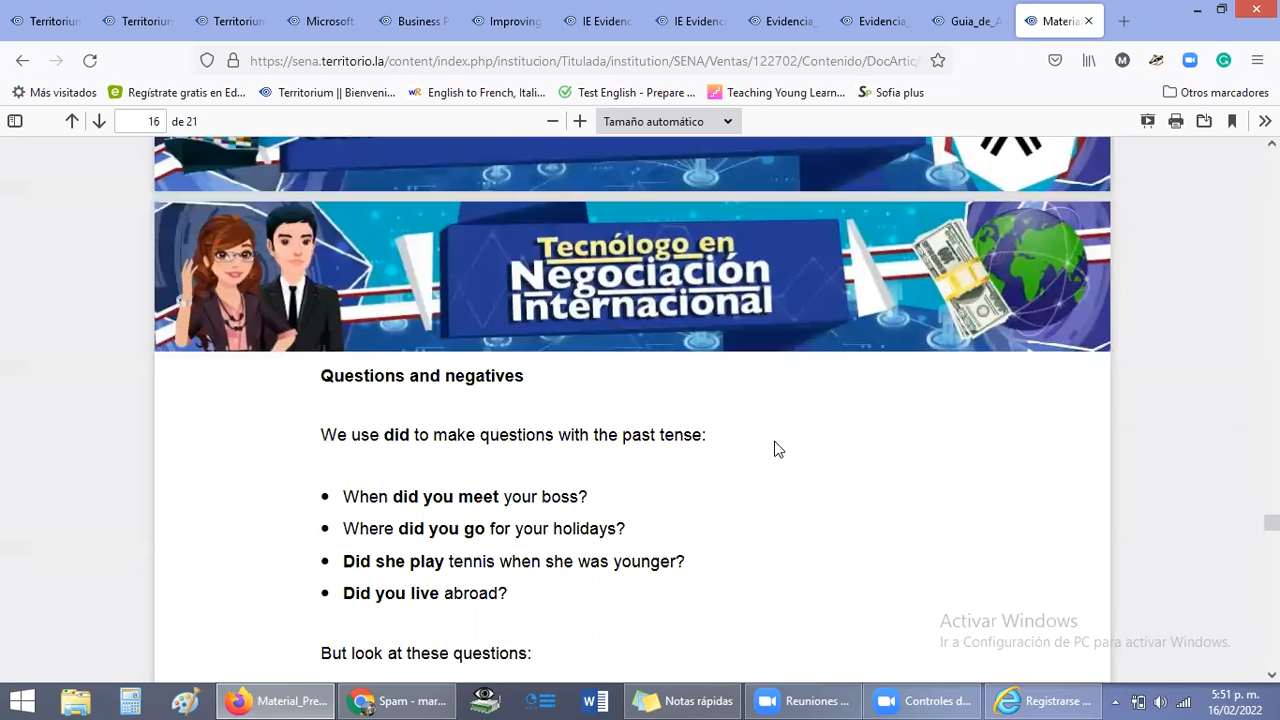 Territoriun
Territoriun
Territoriun
Microsoft
Business P
Improving
IE Evidenc
IE Evidenc
Evidencia_
Evidencia_
Guia_de_A
Material
https://sena.territorio.la/content/index.php/institucion/Titulada/institution/SENA/Ventas/122702/Contenido/DocArtic/
Más visitados
Regístrate gratis en Ed...
Territorium || Bienveni...
English to French, Itali...
Test English - Prepare ...
Teaching Young Learn...
Sofia plus
Otros marcadores
16 de 21
Tamaño automático
Tecnólogo en
Negociación
Internacional
Questions and negatives
We use did to make questions with the past tense:
• When did you meet your boss?
• Where did you go for your holidays?
• Did she play tennis when she was younger?
• Did you live abroad?
Activar Windows
Ir a Configuración de PC para activar Windows.
But look at these questions:
Material_Pre...
Spam - mar...
Notas rápidas
Reuniones ...
Controles d...
Registrarse ...
5:51 p. m.
16/02/2022